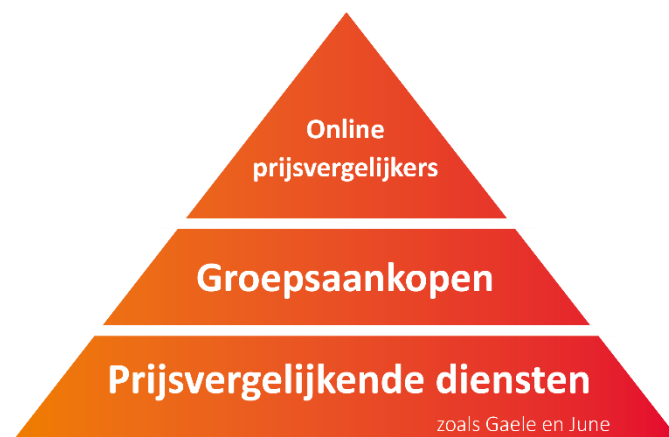 Online
prijsvergelijkers
Groepsaankopen
Prijsvergelijkende diensten
zoals Gaele en June